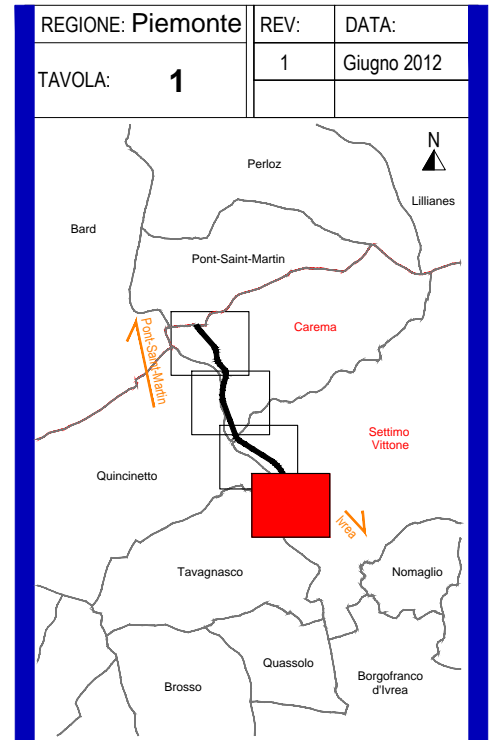 REGIONE: Piemonte
REV:
DATA:
TAVOLA: 1
1
Giugno 2012
N
Perloz
Lillianes
Bard
Pont-Saint-Martin
Carema
Pont-Saint-Martin
Settimo
Vittone
Quincinetto
Ivrea
Tavagnasco
Nomaglio
Quassolo
Borgofranco
d'Ivrea
Brosso